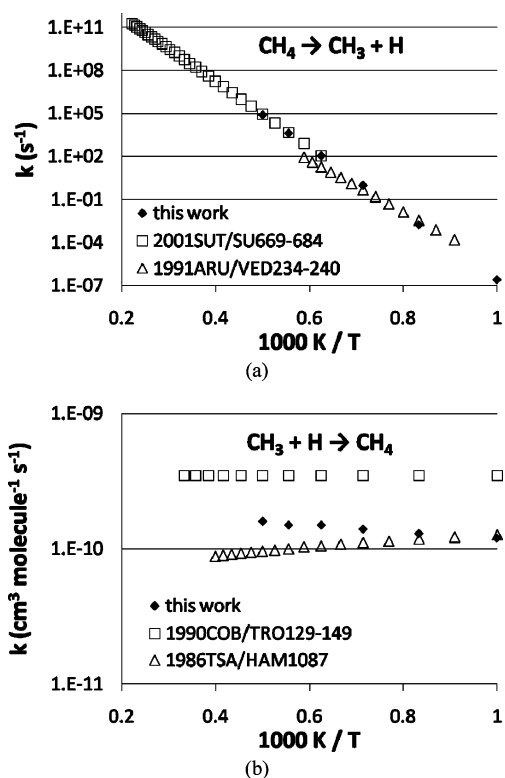 1.E+11
CH4 → CH3 + H
1.E+08
1.E+05
k (s-1)
1.E+02
1.E-01
1.E-04
1.E-07
this work
2001SUT/SU669-684
1991ARU/VED234-240
0.2 0.4 0.6 0.8 1
1000 K / T
(a)
1.E-09
CH3 + H → CH4
k (cm3 molecule-1 s-1)
1.E-10
this work
1990COB/TRO129-149
1986TSA/HAM1087
1.E-11
0.2 0.4 0.6 0.8 1
1000 K / T
(b)